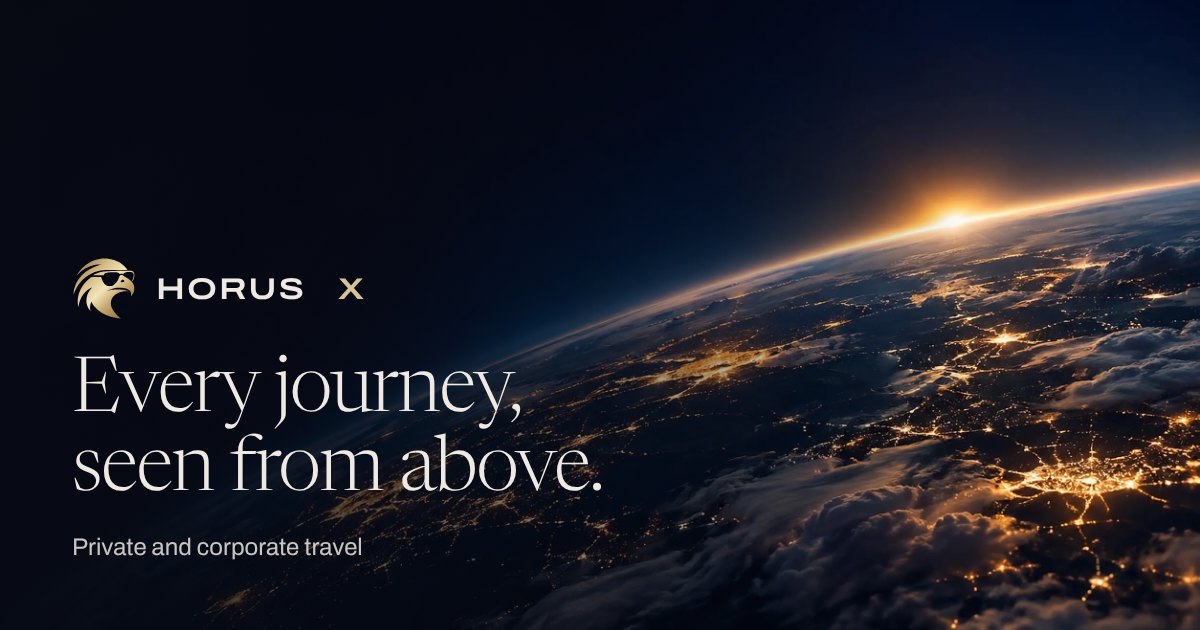 HORUS X
Every journey,
seen from above.
Private and corporate travel